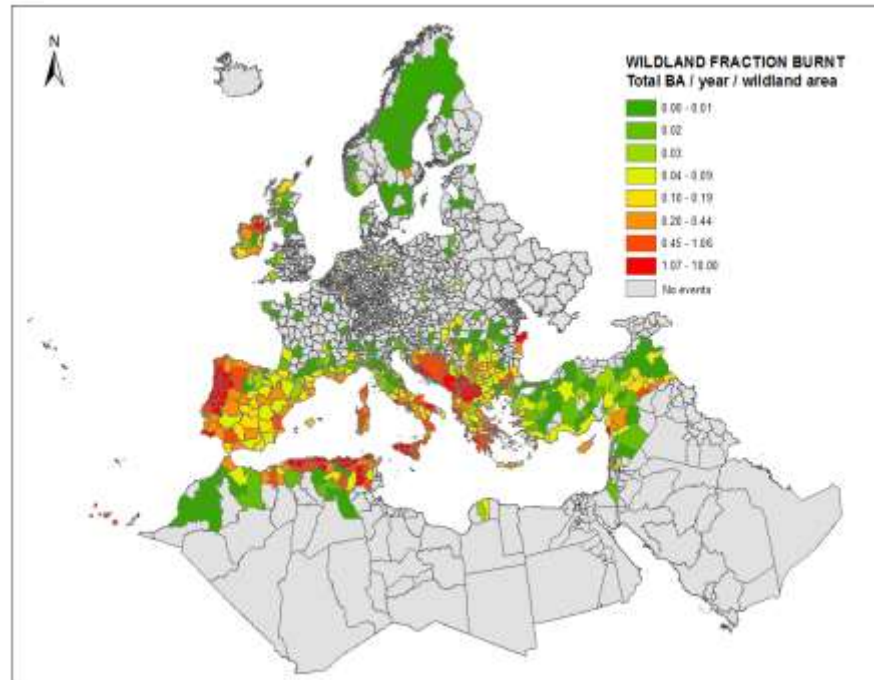 N
WILDLAND FRACTION BURNT
Total BA / year / wildland area
0.00 - 0.01
0.02
0.03
0.04 - 0.09
0.10 - 0.19
0.20 - 0.44
0.45 - 1.06
1.07 - 10.00
No events